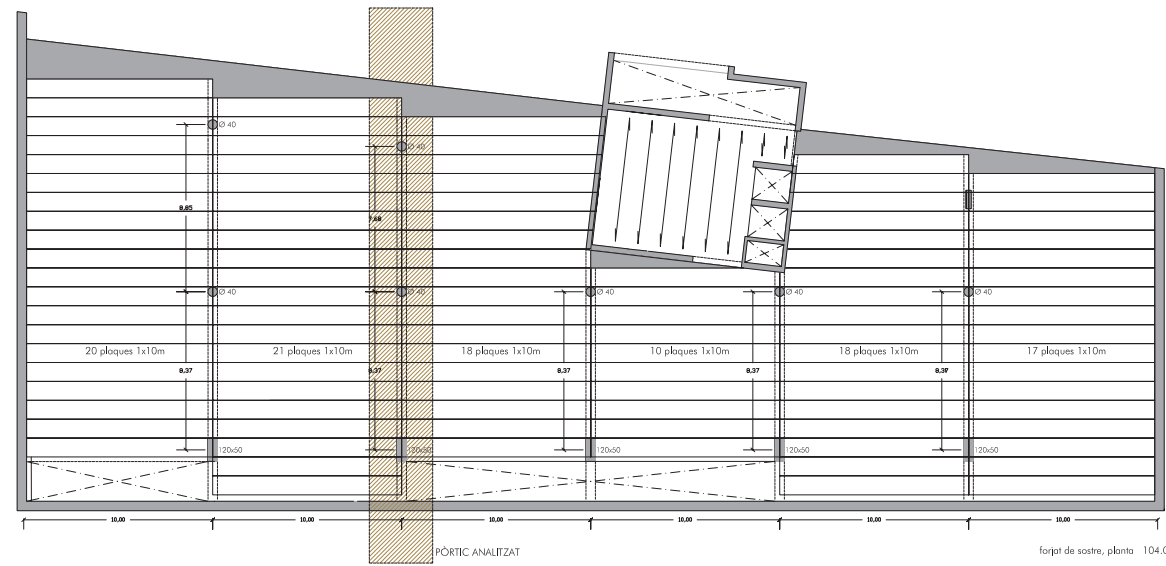 Ø 40
Ø 40
8,85
7,68
Ø 40
Ø 40
Ø 40
Ø 40
Ø 40
20 plaques 1x10m
21 plaques 1x10m
18 plaques 1x10m
10 plaques 1x10m
18 plaques 1x10m
17 plaques 1x10m
8,37
8,37
8,37
8,37
8,37
120x50
120x50
120x50
120x50
120x50
10,00
10,00
10,00
10,00
10,00
10,00
PÒRTIC ANALITZAT
forjat de sostre, planta 104.0